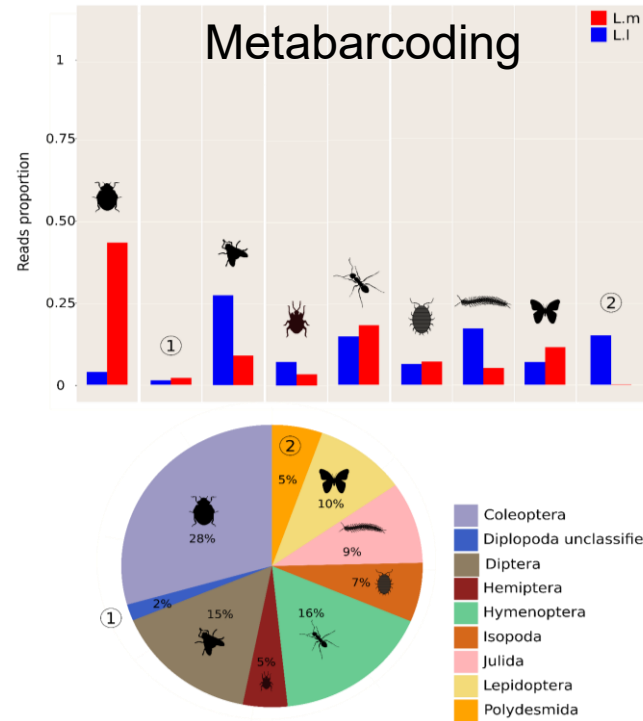 Metabarcoding
L.m
L.l
Reads proportion
1
0.75
0.50
0.25
0
1
2
2
5%
10%
9%
7%
16%
5%
15%
2%
28%
1
Coleoptera
Diplopoda unclassifie
Diptera
Hemiptera
Hymenoptera
Isopoda
Julida
Lepidoptera
Polydesmida